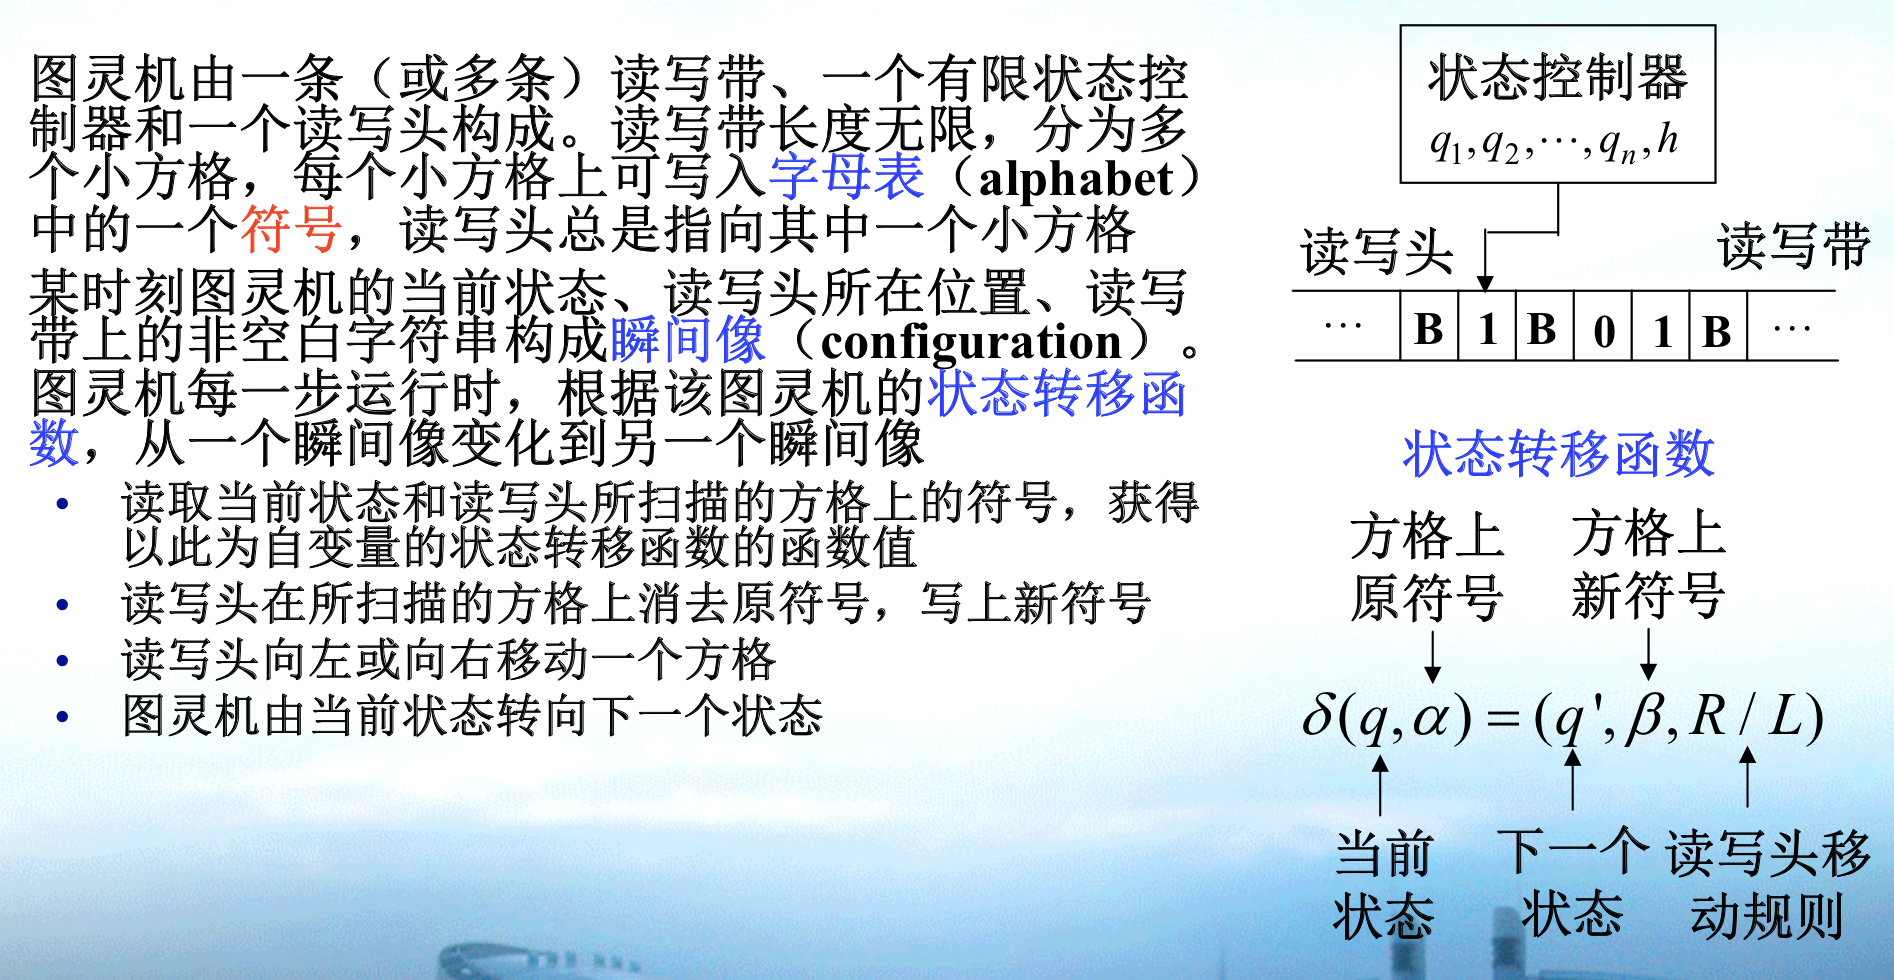 图灵机由一条（或多条）读写带、一个有限状态控
制器和一个读写头构成。读写带长度无限，分为多
个小方格，每个小方格上可写入字母表（alphabet）
中的一个符号，读写头总是指向其中一个小方格
某时刻图灵机的当前状态、读写头所在位置、读写
带上的非空白字符串构成瞬间像（configuration）。
图灵机每一步运行时，根据该图灵机的状态转移函
数，从一个瞬间像变化到另一个瞬间像
• 读取当前状态和读写头所扫描的方格上的符号，获得
以此为自变量的状态转移函数的函数值
• 读写头在所扫描的方格上消去原符号，写上新符号
• 读写头向左或向右移动一个方格
• 图灵机由当前状态转向下一个状态
状态控制器
q₁,q₂,⋯,qₙ,h
读写头
读写带
⋯ B 1 B 0 1 B ⋯
状态转移函数
方格上
原符号
方格上
新符号
δ(q,α)=(q',β,R/L)
当前
状态
下一个
状态
读写头移
动规则